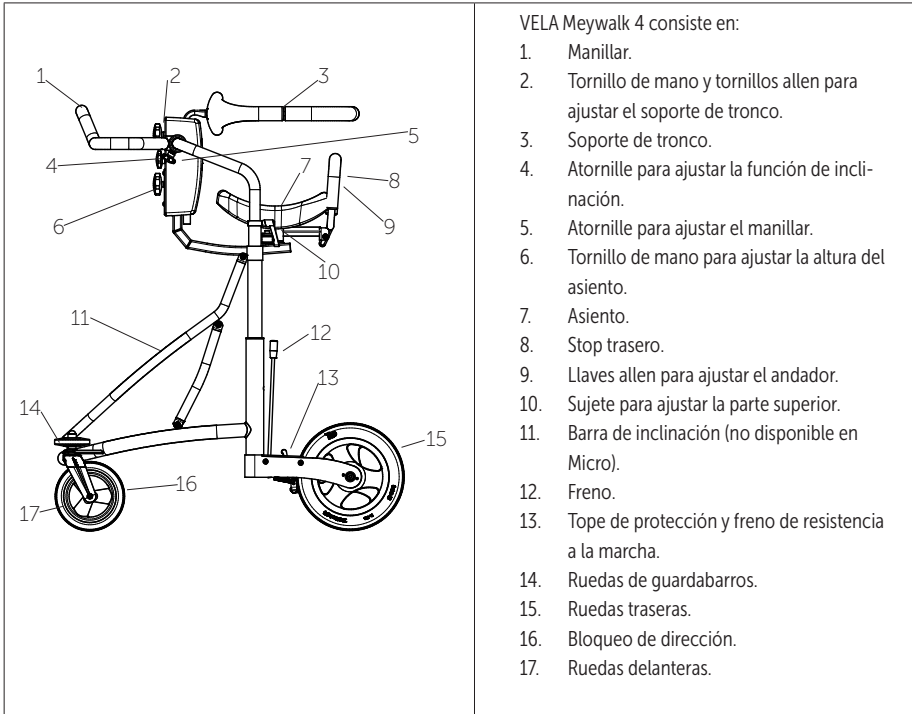 VELA Meywalk 4 consiste en:
1. Manillar.
2. Tornillo de mano y tornillos allen para
ajustar el soporte de tronco.
3. Soporte de tronco.
4. Atornille para ajustar la función de incli-
nación.
5. Atornille para ajustar el manillar.
6. Tornillo de mano para ajustar la altura del
asiento.
7. Asiento.
8. Stop trasero.
9. Llaves allen para ajustar el andador.
10. Sujete para ajustar la parte superior.
11. Barra de inclinación (no disponible en
Micro).
12. Freno.
13. Tope de protección y freno de resistencia
a la marcha.
14. Ruedas de guardabarros.
15. Ruedas traseras.
16. Bloqueo de dirección.
17. Ruedas delanteras.
1
2
3
4
5
6
7
8
9
10
11
12
13
14
15
16
17